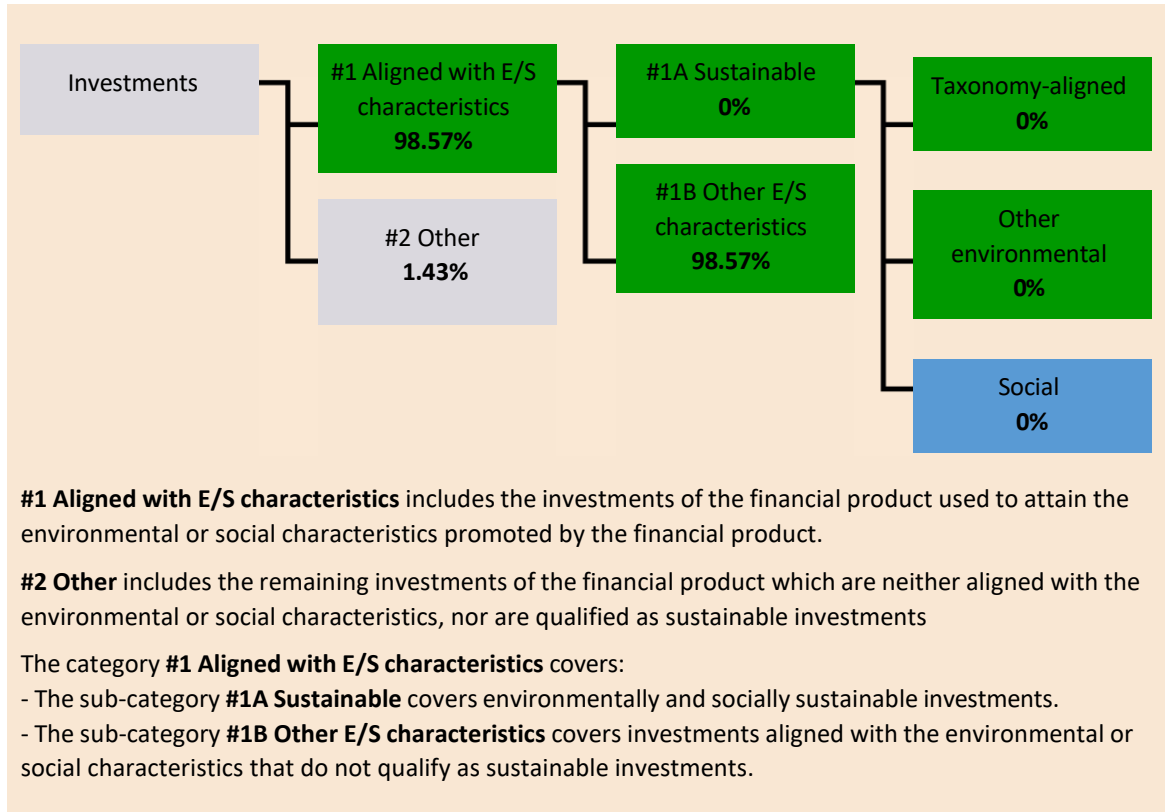 Investments
#1 Aligned with E/S
characteristics
98.57%
#2 Other
1.43%
#1A Sustainable
0%
#1B Other E/S
characteristics
98.57%
Taxonomy-aligned
0%
Other
environmental
0%
Social
0%
#1 Aligned with E/S characteristics includes the investments of the financial product used to attain the
environmental or social characteristics promoted by the financial product.
#2 Other includes the remaining investments of the financial product which are neither aligned with the
environmental or social characteristics, nor are qualified as sustainable investments
The category #1 Aligned with E/S characteristics covers:
- The sub-category #1A Sustainable covers environmentally and socially sustainable investments.
- The sub-category #1B Other E/S characteristics covers investments aligned with the environmental or
social characteristics that do not qualify as sustainable investments.